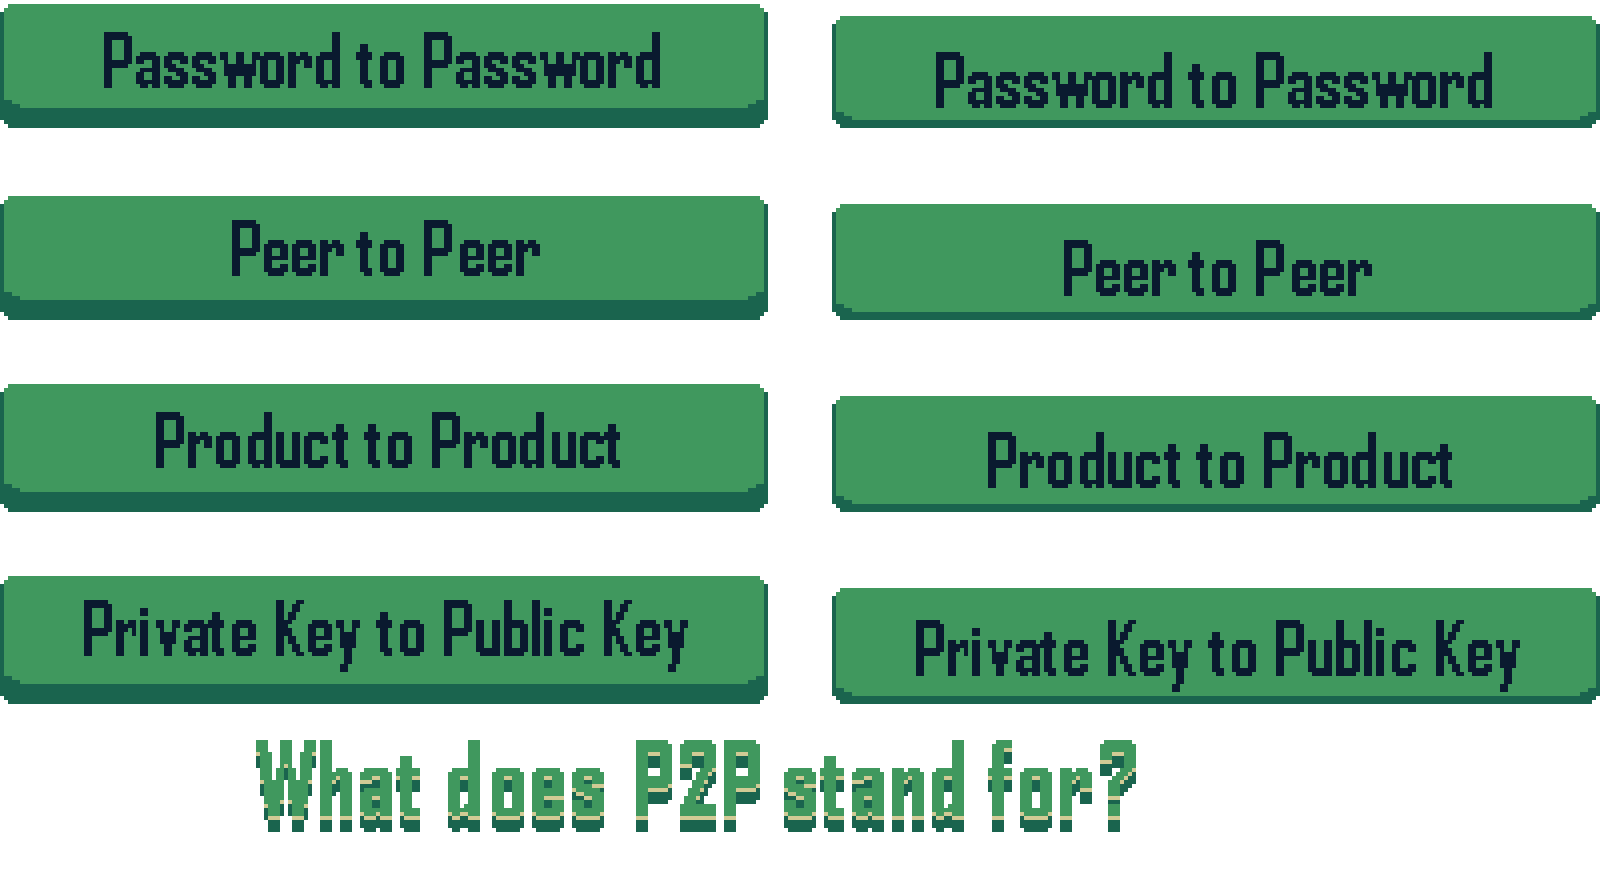 Password to Password
Password to Password
Peer to Peer
Peer to Peer
Product to Product
Product to Product
Private Key to Public Key
Private Key to Public Key
What does P2P stand for?